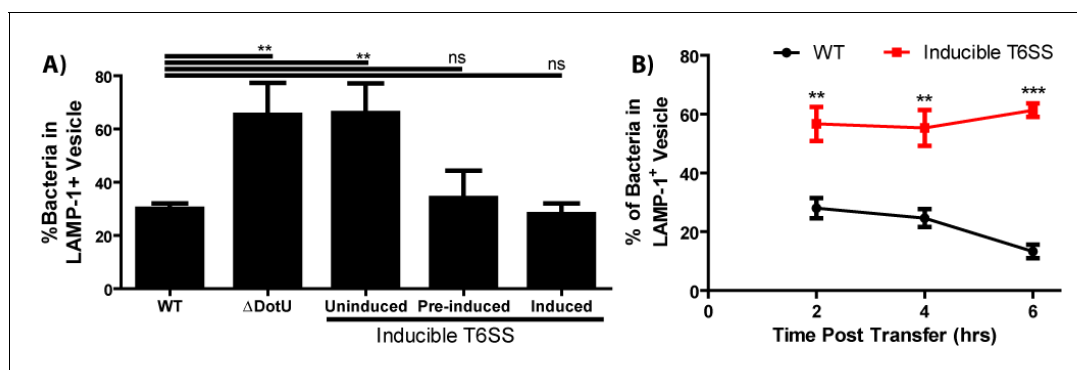 A)
** ** ns ns
80
60
40
20
0
%Bacteria in
LAMP-1+ Vesicle
WT ΔDotU Uninduced Pre-induced Induced
Inducible T6SS
B)
WT Inducible T6SS
80
60
40
20
0
% of Bacteria in
LAMP-1⁺ Vesicle
** ** ***
0 2 4 6
Time Post Transfer (hrs)